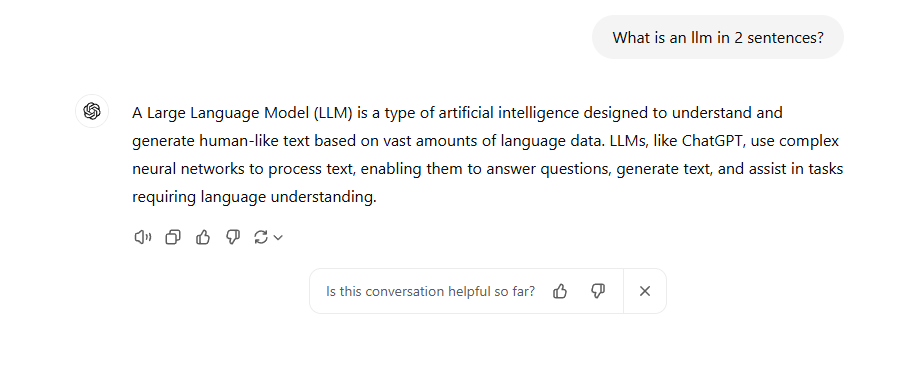 What is an llm in 2 sentences?
A Large Language Model (LLM) is a type of artificial intelligence designed to understand and
generate human-like text based on vast amounts of language data. LLMs, like ChatGPT, use complex
neural networks to process text, enabling them to answer questions, generate text, and assist in tasks
requiring language understanding.
Is this conversation helpful so far?